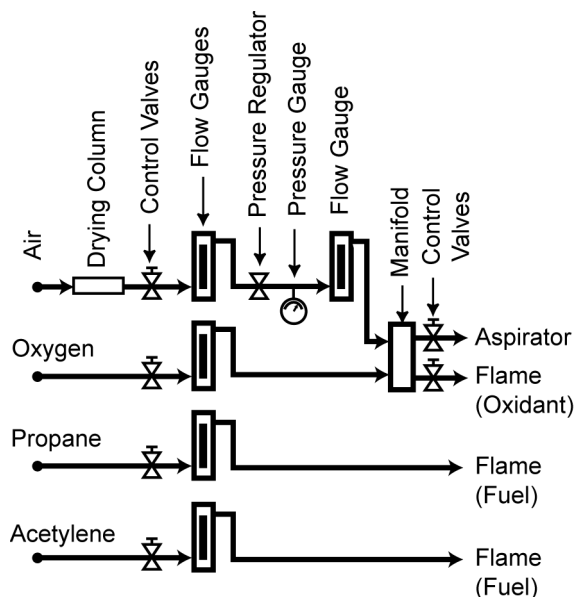 Air
Drying Column
Control Valves
Flow Gauges
Pressure Regulator
Pressure Gauge
Flow Gauge
Manifold
Control
Valves
Aspirator
Oxygen
Flame
(Oxidant)
Propane
Flame
(Fuel)
Acetylene
Flame
(Fuel)